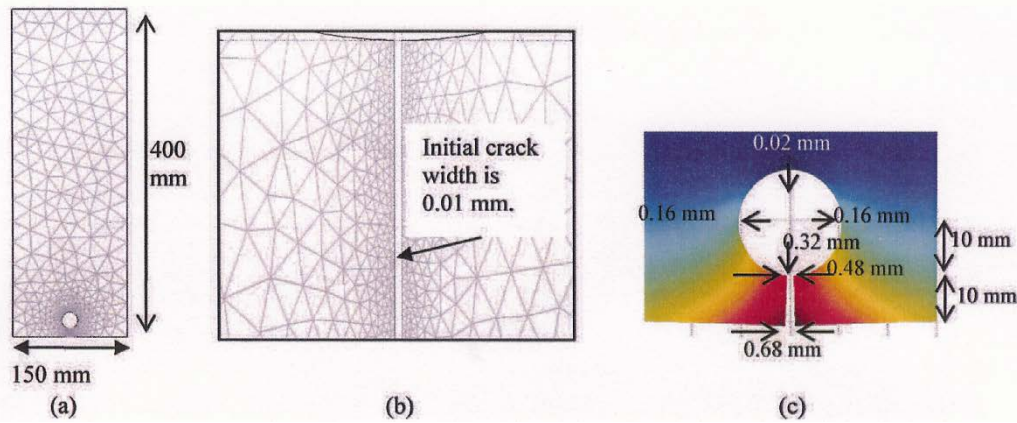 400
mm
150 mm
(a)
Initial crack
width is
0.01 mm.
(b)
0.02 mm
0.16 mm
0.16 mm
0.32 mm
10 mm
0.48 mm
10 mm
0.68 mm
(c)